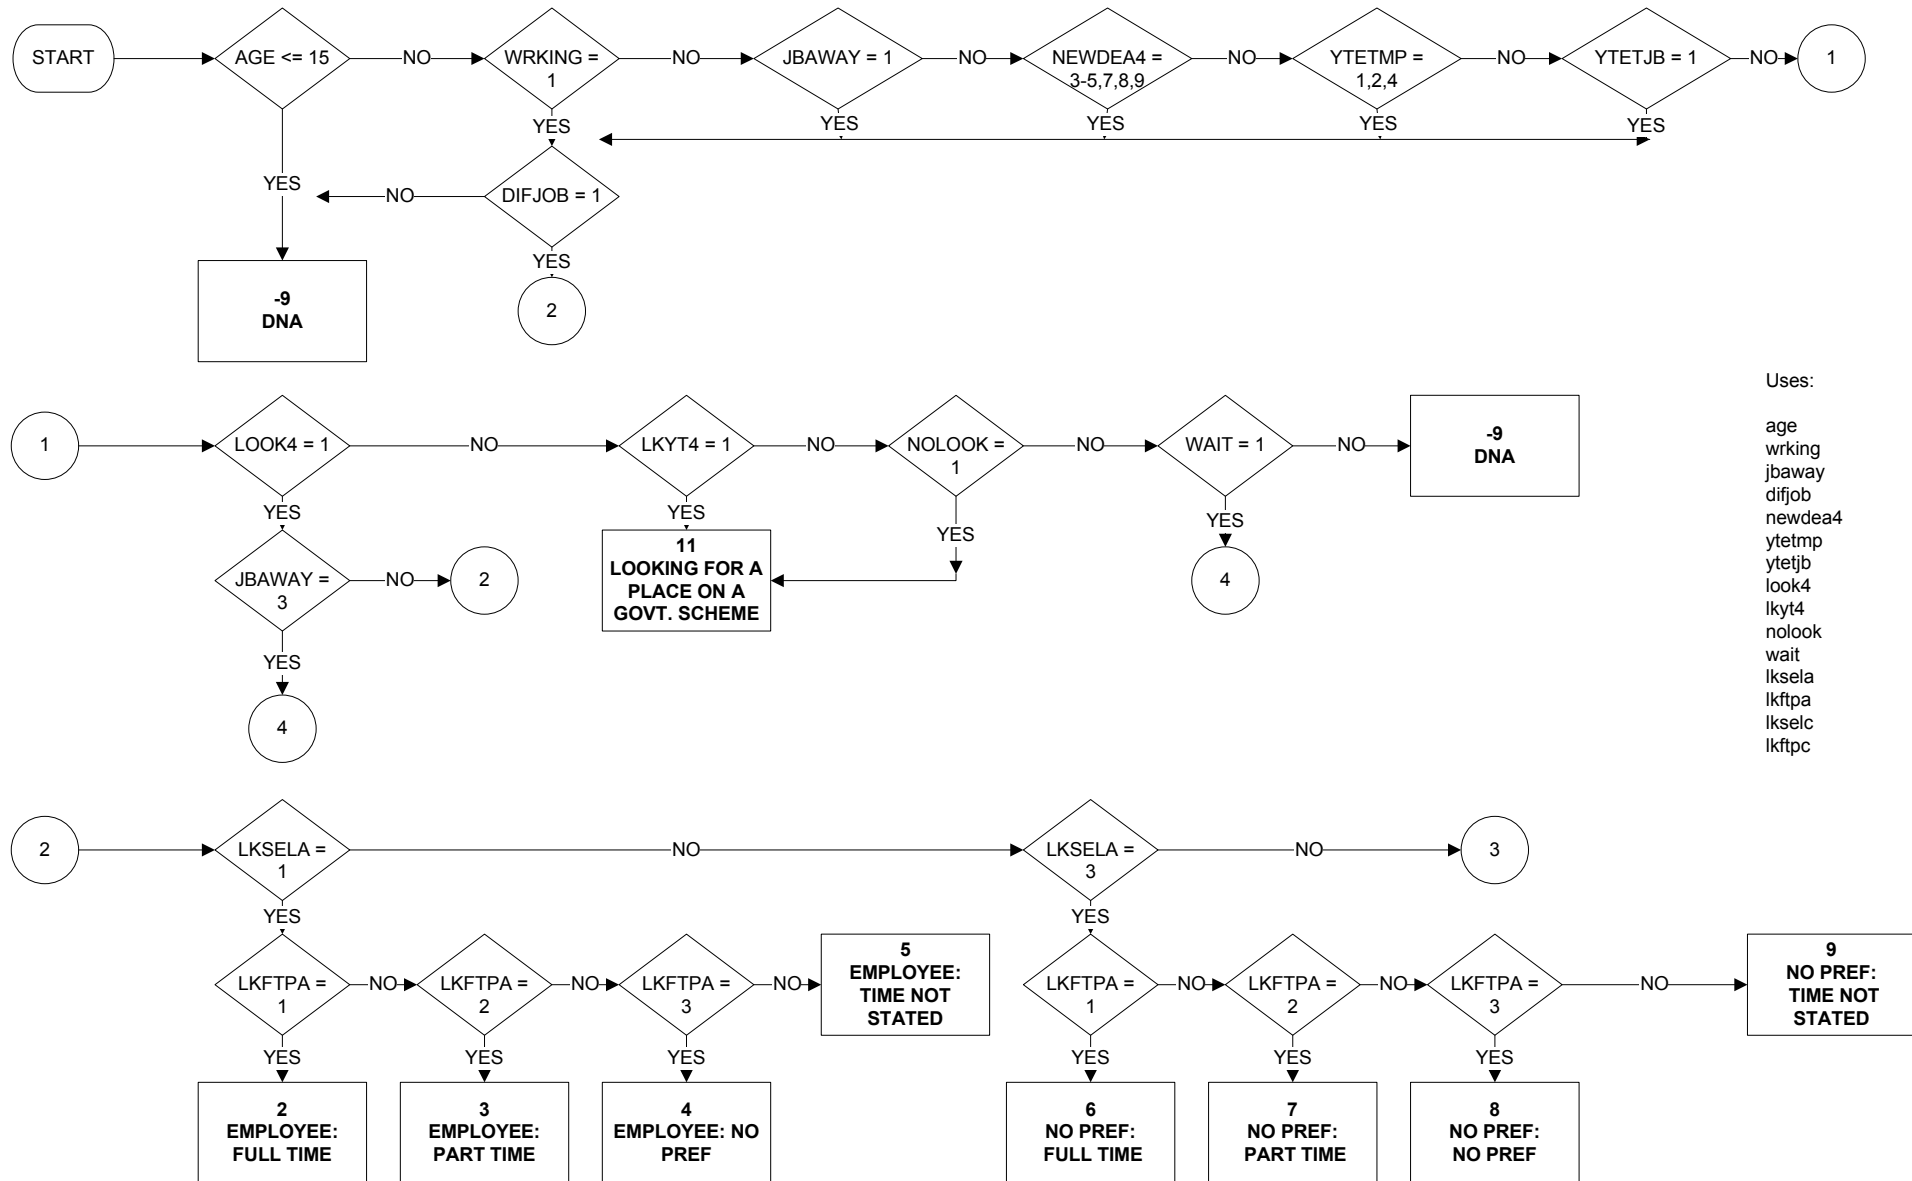 START
AGE <= 15
NO
WRKING =
1
NO
JBAWAY = 1
NO
NEWDEA4 =
3-5,7,8,9
NO
YTETMP =
1,2,4
NO
YTETJB = 1
NO
1
YES
YES
YES
YES
YES
YES
DIFJOB = 1
NO
YES
2
-9
DNA
1
LOOK4 = 1
NO
LKYT4 = 1
NO
NOLOOK =
1
NO
WAIT = 1
NO
-9
DNA
YES
YES
YES
YES
JBAWAY =
3
NO
2
11
LOOKING FOR A
PLACE ON A
GOVT. SCHEME
4
YES
4
Uses:
age
wrking
jbaway
difjob
newdea4
ytetmp
ytetjb
look4
lkyt4
nolook
wait
lksela
lkftpa
lkselc
lkftpc
2
LKSELA =
1
NO
LKSELA =
3
NO
3
YES
YES
LKFTPA =
1
NO
LKFTPA =
2
NO
LKFTPA =
3
NO
5
EMPLOYEE:
TIME NOT
STATED
LKFTPA =
1
NO
LKFTPA =
2
NO
LKFTPA =
3
NO
9
NO PREF:
TIME NOT
STATED
YES
YES
YES
YES
YES
YES
2
EMPLOYEE:
FULL TIME
3
EMPLOYEE:
PART TIME
4
EMPLOYEE: NO
PREF
6
NO PREF:
FULL TIME
7
NO PREF:
PART TIME
8
NO PREF:
NO PREF